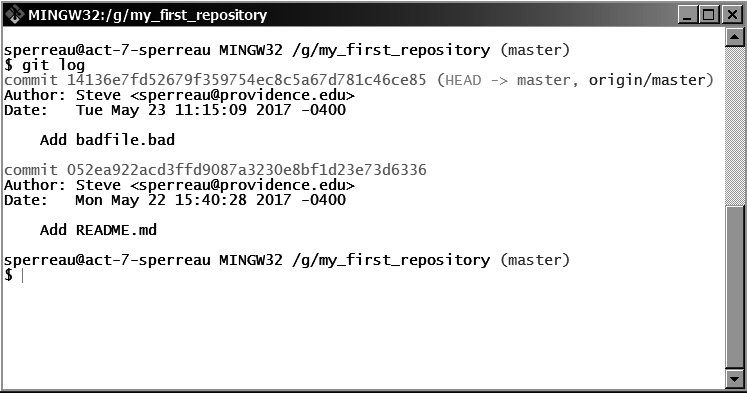 MINGW32:/g/my_first_repository
sperreau@act-7-sperreau MINGW32 /g/my_first_repository (master)
$ git log
commit 14136e7fd52679f359754ec8c5a67d781c46ce85 (HEAD -> master, origin/master)
Author: Steve <sperreau@providence.edu>
Date:   Tue May 23 11:15:09 2017 -0400
    Add badfile.bad
commit 052ea922acd3ffd9087a3230e8bf1d23e73d6336
Author: Steve <sperreau@providence.edu>
Date:   Mon May 22 15:40:28 2017 -0400
    Add README.md
sperreau@act-7-sperreau MINGW32 /g/my_first_repository (master)
$